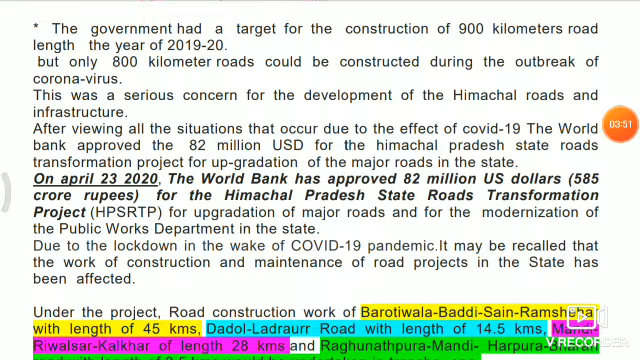 * The government had a target for the construction of 900 kilometers road
length the year of 2019-20.
but only 800 kilometer roads could be constructed during the outbreak of
corona-virus.
This was a serious concern for the development of the Himachal roads and
infrastructure.
After viewing all the situations that occur due to the effect of covid-19 The World
bank approved the 82 million USD for the himachal pradesh state roads
transformation project for up-gradation of the major roads in the state.
On april 23 2020, The World Bank has approved 82 million US dollars (585
crore rupees) for the Himachal Pradesh State Roads Transformation
Project (HPSRTP) for upgradation of major roads and for the modernization of
the Public Works Department in the state.
Due to the lockdown in the wake of COVID-19 pandemic.It may be recalled that
the work of construction and maintenance of road projects in the State has
been affected.
Under the project, Road construction work of Barotiwala-Baddi-Sain-Ramsheha
with length of 45 kms, Dadol-Ladraurr Road with length of 14.5 kms, Mandi-
Riwalsar-Kalkhar of length 28 kms and Raghunathpura-Mandi- Harpura-Bharari
03:51
V RECORDER